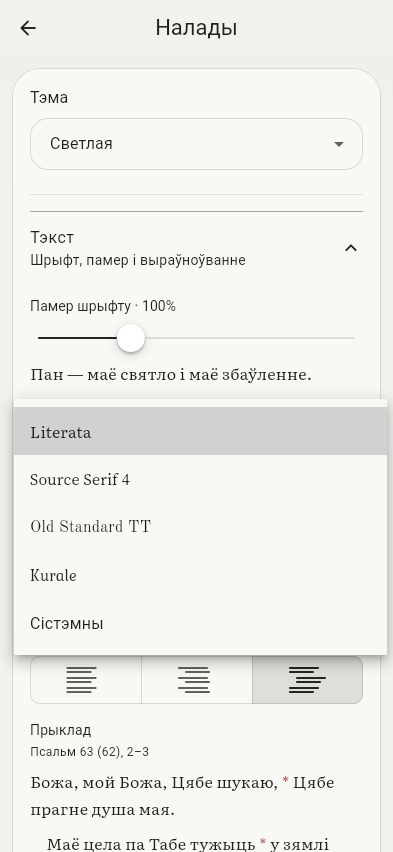 Налады
Тэма
Светлая
Тэкст
Шрыфт, памер і выраўноўванне
Памер шрыфту · 100%
Пан — маё святло і маё збаўленне.
Literata
Source Serif 4
Old Standard TT
Kurale
Сістэмны
Прыклад
Псальм 63 (62), 2–3
Божа, мой Божа, Цябе шукаю, * Цябе
прагне душа мая.
Маё цела па Табе тужыць * у зямлі